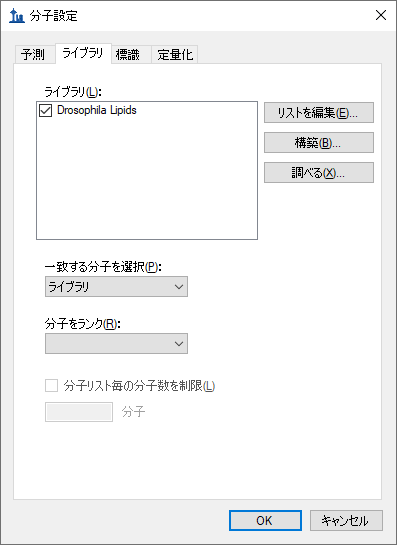 分子設定
予測 ライブラリ 標識 定量化
ライブラリ(L):
Drosophila Lipids
リストを編集(E)...
構築(B)...
調べる(X)...
一致する分子を選択(P):
ライブラリ
分子をランク(R):
分子リスト毎の分子数を制限(L)
分子
OK キャンセル